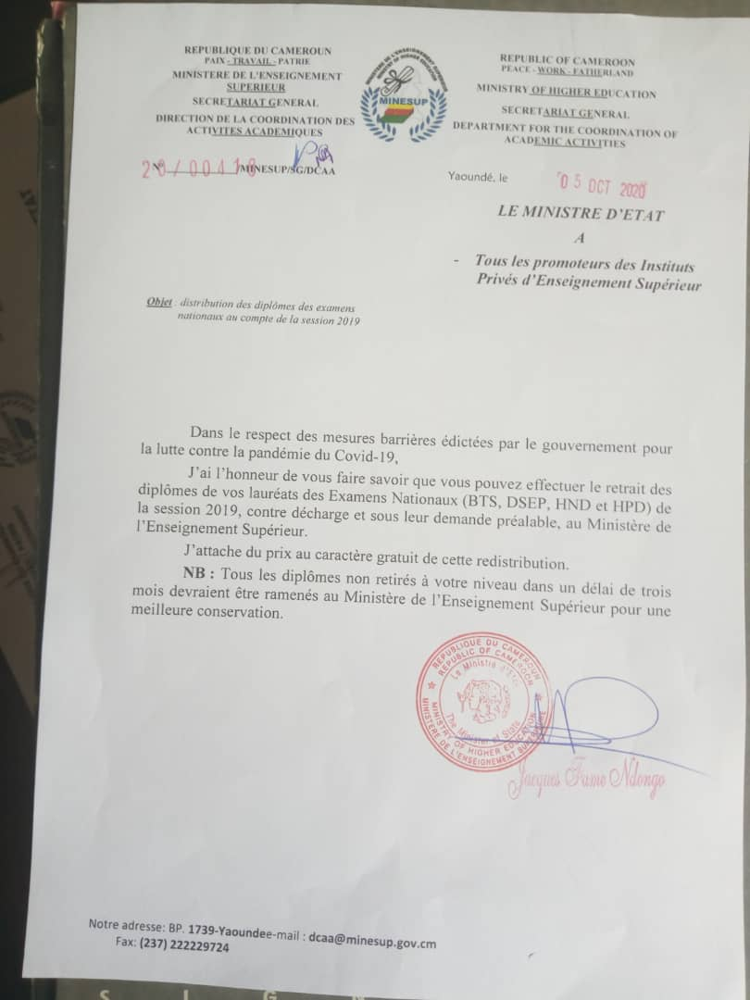 REPUBLIQUE DU CAMEROUN
PAIX - TRAVAIL - PATRIE
MINISTERE DE L'ENSEIGNEMENT
SUPERIEUR
SECRETARIAT GENERAL
DIRECTION DE LA COORDINATION DES
ACTIVITES ACADEMIQUES
/MINESUP/SG/DCAA
MINISTERE DE L'ENSEIGNEMENT SUPERIEUR
MINISTRY OF HIGHER EDUCATION
MINESUP
REPUBLIC OF CAMEROON
PEACE - WORK - FATHERLAND
MINISTRY OF HIGHER EDUCATION
SECRETARIAT GENERAL
DEPARTMENT FOR THE COORDINATION OF
ACADEMIC ACTIVITIES
Yaoundé, le 05 OCT 2020
LE MINISTRE D'ETAT
A
- Tous les promoteurs des Instituts
Privés d'Enseignement Supérieur
Objet : distribution des diplômes des examens
nationaux au compte de la session 2019
Dans le respect des mesures barrières édictées par le gouvernement pour
la lutte contre la pandémie du Covid-19,
J'ai l'honneur de vous faire savoir que vous pouvez effectuer le retrait des
diplômes de vos lauréats des Examens Nationaux (BTS, DSEP, HND et HPD) de
la session 2019, contre décharge et sous leur demande préalable, au Ministère de
l'Enseignement Supérieur.
J'attache du prix au caractère gratuit de cette redistribution.
NB : Tous les diplômes non retirés à votre niveau dans un délai de trois
mois devraient être ramenés au Ministère de l'Enseignement Supérieur pour une
meilleure conservation.
REPUBLIQUE DU CAMEROUN
REPUBLIC OF CAMEROON
Le Ministre d'Etat
The Minister of State
MINISTRY OF HIGHER EDUCATION
MINISTERE DE L'ENSEIGNEMENT SUPERIEUR
Jacques Fame Ndongo
Notre adresse: BP. 1739-Yaoundee-mail : dcaa@minesup.gov.cm
Fax: (237) 222229724